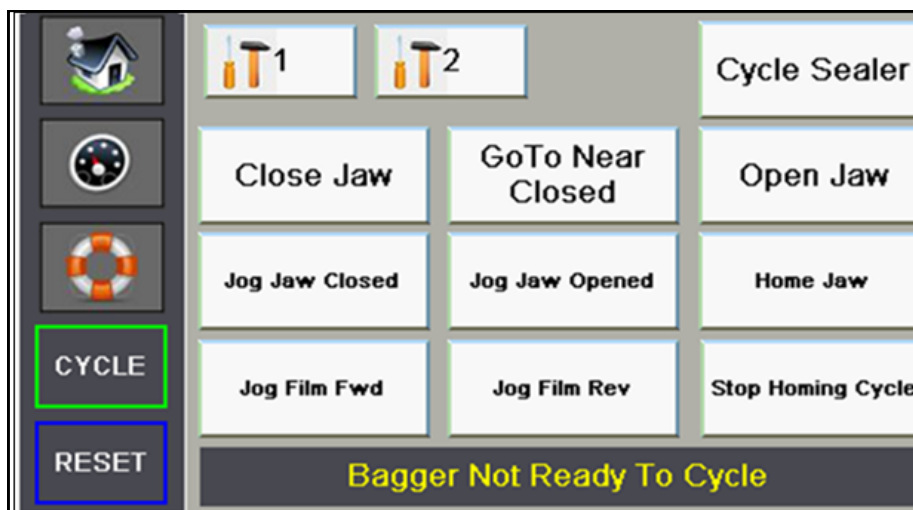 1
2
Cycle Sealer
Close Jaw
GoTo Near
Closed
Open Jaw
Jog Jaw Closed
Jog Jaw Opened
Home Jaw
CYCLE
Jog Film Fwd
Jog Film Rev
Stop Homing Cycle
RESET
Bagger Not Ready To Cycle